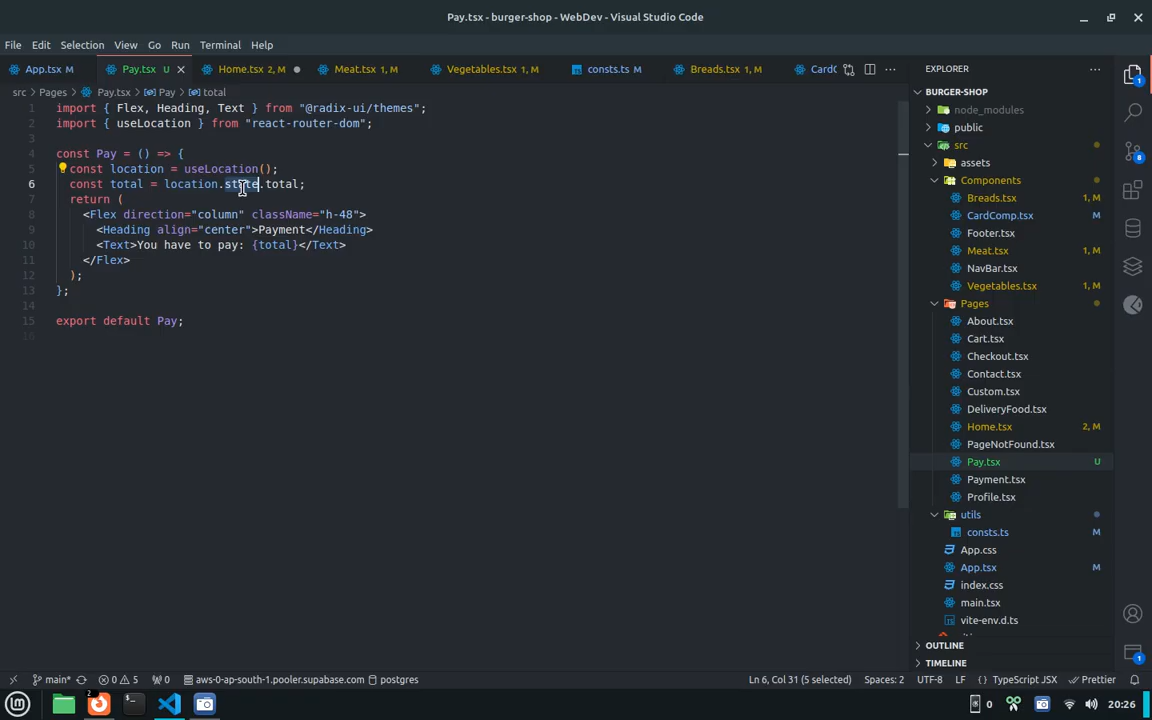 Pay.tsx - burger-shop - WebDev - Visual Studio Code
File Edit Selection View Go Run Terminal Help
App.tsx M Pay.tsx U Home.tsx 2, M Meat.tsx 1, M Vegetables.tsx 1, M consts.ts M Breads.tsx 1, M CardC
src > Pages > Pay.tsx > Pay > total
1 import { Flex, Heading, Text } from "@radix-ui/themes";
2 import { useLocation } from "react-router-dom";
3
4 const Pay = () => {
5 const location = useLocation();
6 const total = location.state.total;
7 return (
8 <Flex direction="column" className="h-48">
9 <Heading align="center">Payment</Heading>
10 <Text>You have to pay: {total}</Text>
11 </Flex>
12 );
13 };
14
15 export default Pay;
16
EXPLORER
BURGER-SHOP
node_modules
public
src
assets
Components
Breads.tsx 1, M
CardComp.tsx M
Footer.tsx
Meat.tsx 1, M
NavBar.tsx
Vegetables.tsx 1, M
Pages
About.tsx
Cart.tsx
Checkout.tsx
Contact.tsx
Custom.tsx
DeliveryFood.tsx
Home.tsx 2, M
PageNotFound.tsx
Pay.tsx U
Payment.tsx
Profile.tsx
utils
consts.ts M
App.css
App.tsx M
index.css
main.tsx
vite-env.d.ts
OUTLINE
TIMELINE
1
8
1
main* 0 5 0 aws-0-ap-south-1.pooler.supabase.com postgres Ln 6, Col 31 (5 selected) Spaces: 2 UTF-8 LF {} TypeScript JSX Prettier
2 0 20:26